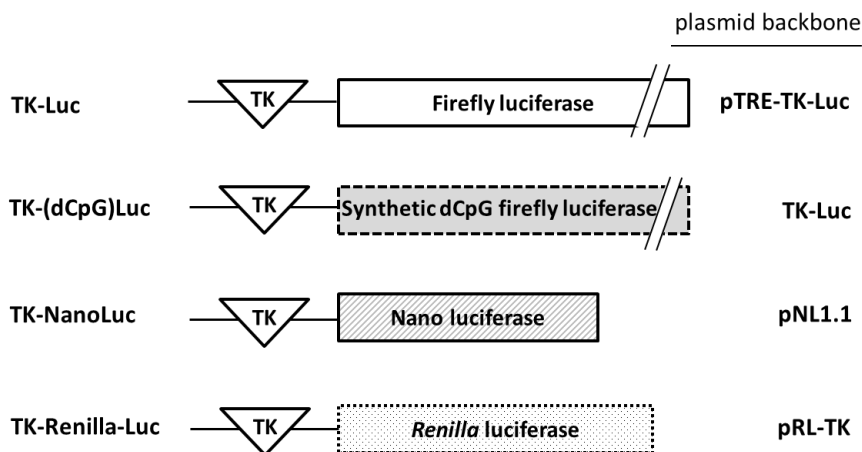 plasmid backbone
TK-Luc TK Firefly luciferase pTRE-TK-Luc
TK-(dCpG)Luc TK Synthetic dCpG firefly luciferase TK-Luc
TK-NanoLuc TK Nano luciferase pNL1.1
TK-Renilla-Luc TK Renilla luciferase pRL-TK